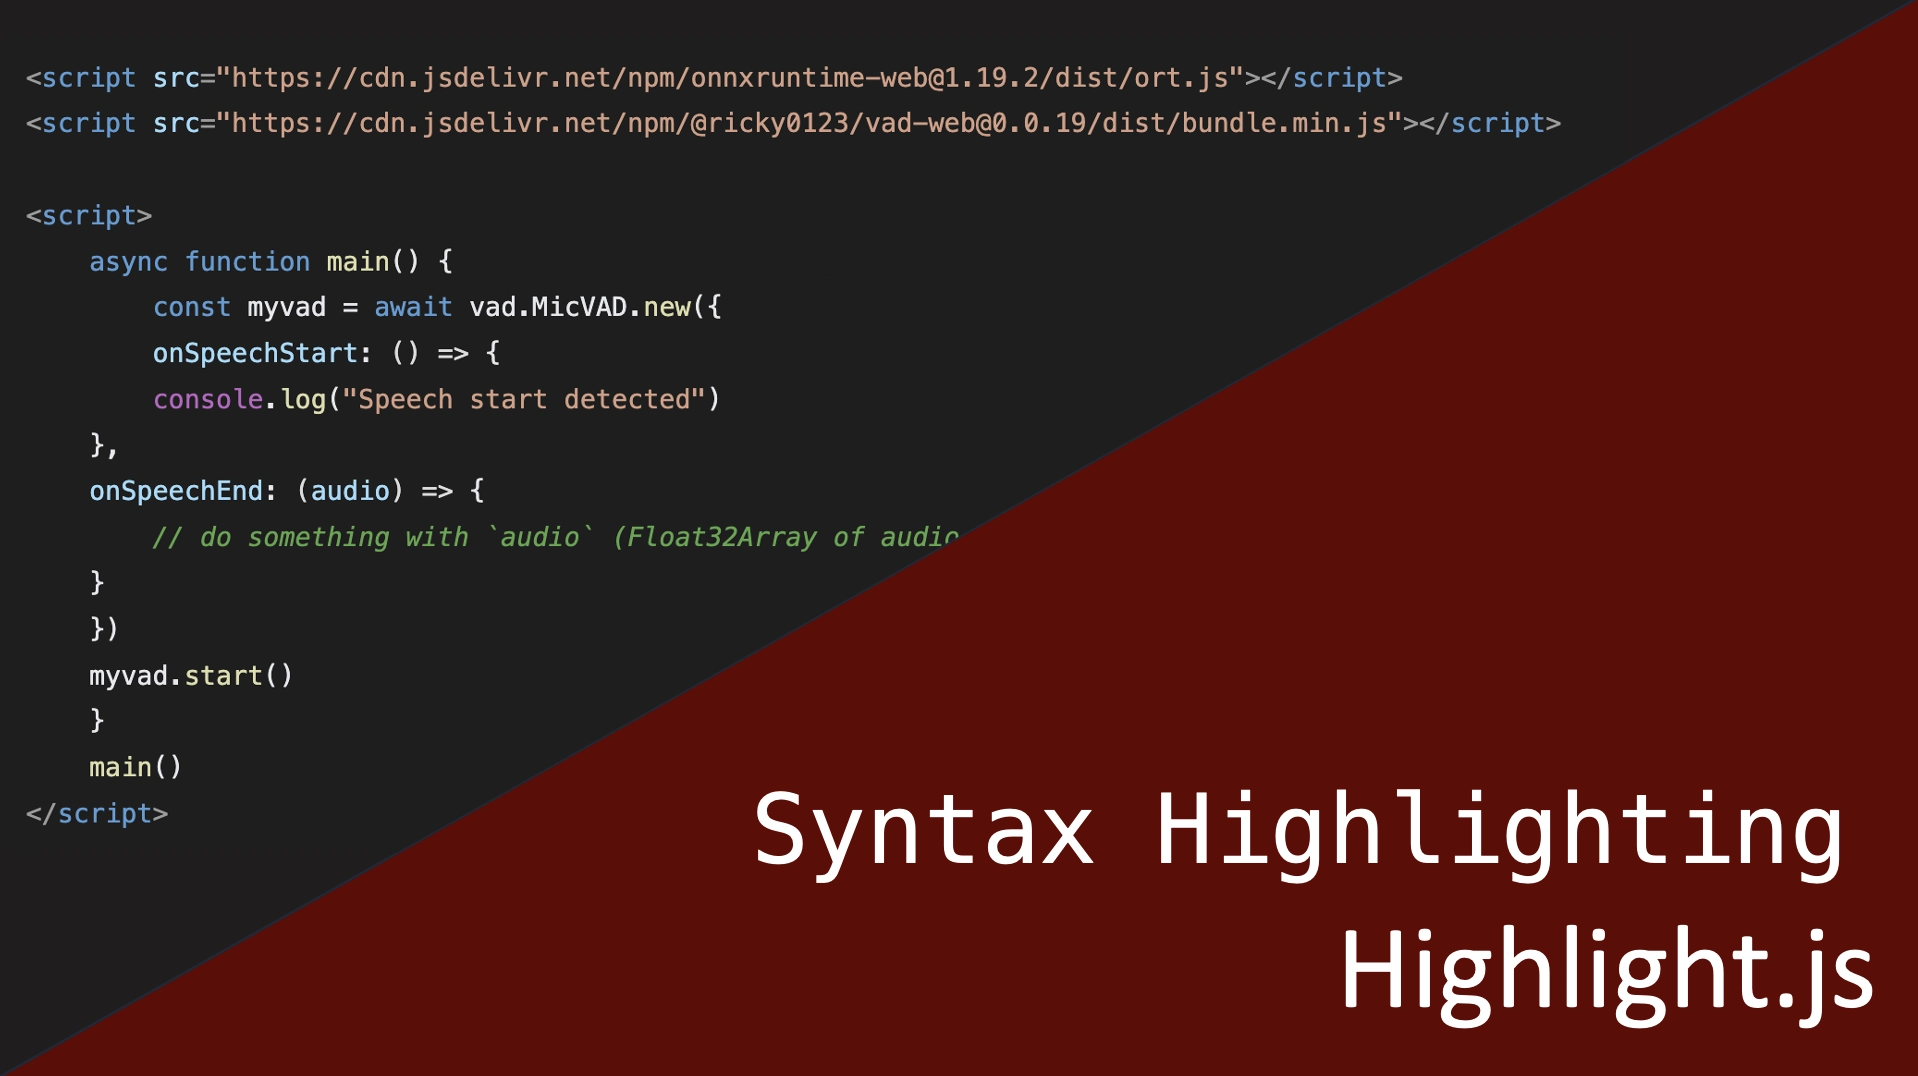 <script src="https://cdn.jsdelivr.net/npm/onnxruntime-web@1.19.2/dist/ort.js"></script>
<script src="https://cdn.jsdelivr.net/npm/@ricky0123/vad-web@0.0.19/dist/bundle.min.js"></script>
<script>
    async function main() {
        const myvad = await vad.MicVAD.new({
        onSpeechStart: () => {
        console.log("Speech start detected")
    },
    onSpeechEnd: (audio) => {
        // do something with `audio` (Float32Array of audio
    }
    })
    myvad.start()
    }
    main()
</script>
Syntax Highlighting
Highlight.js